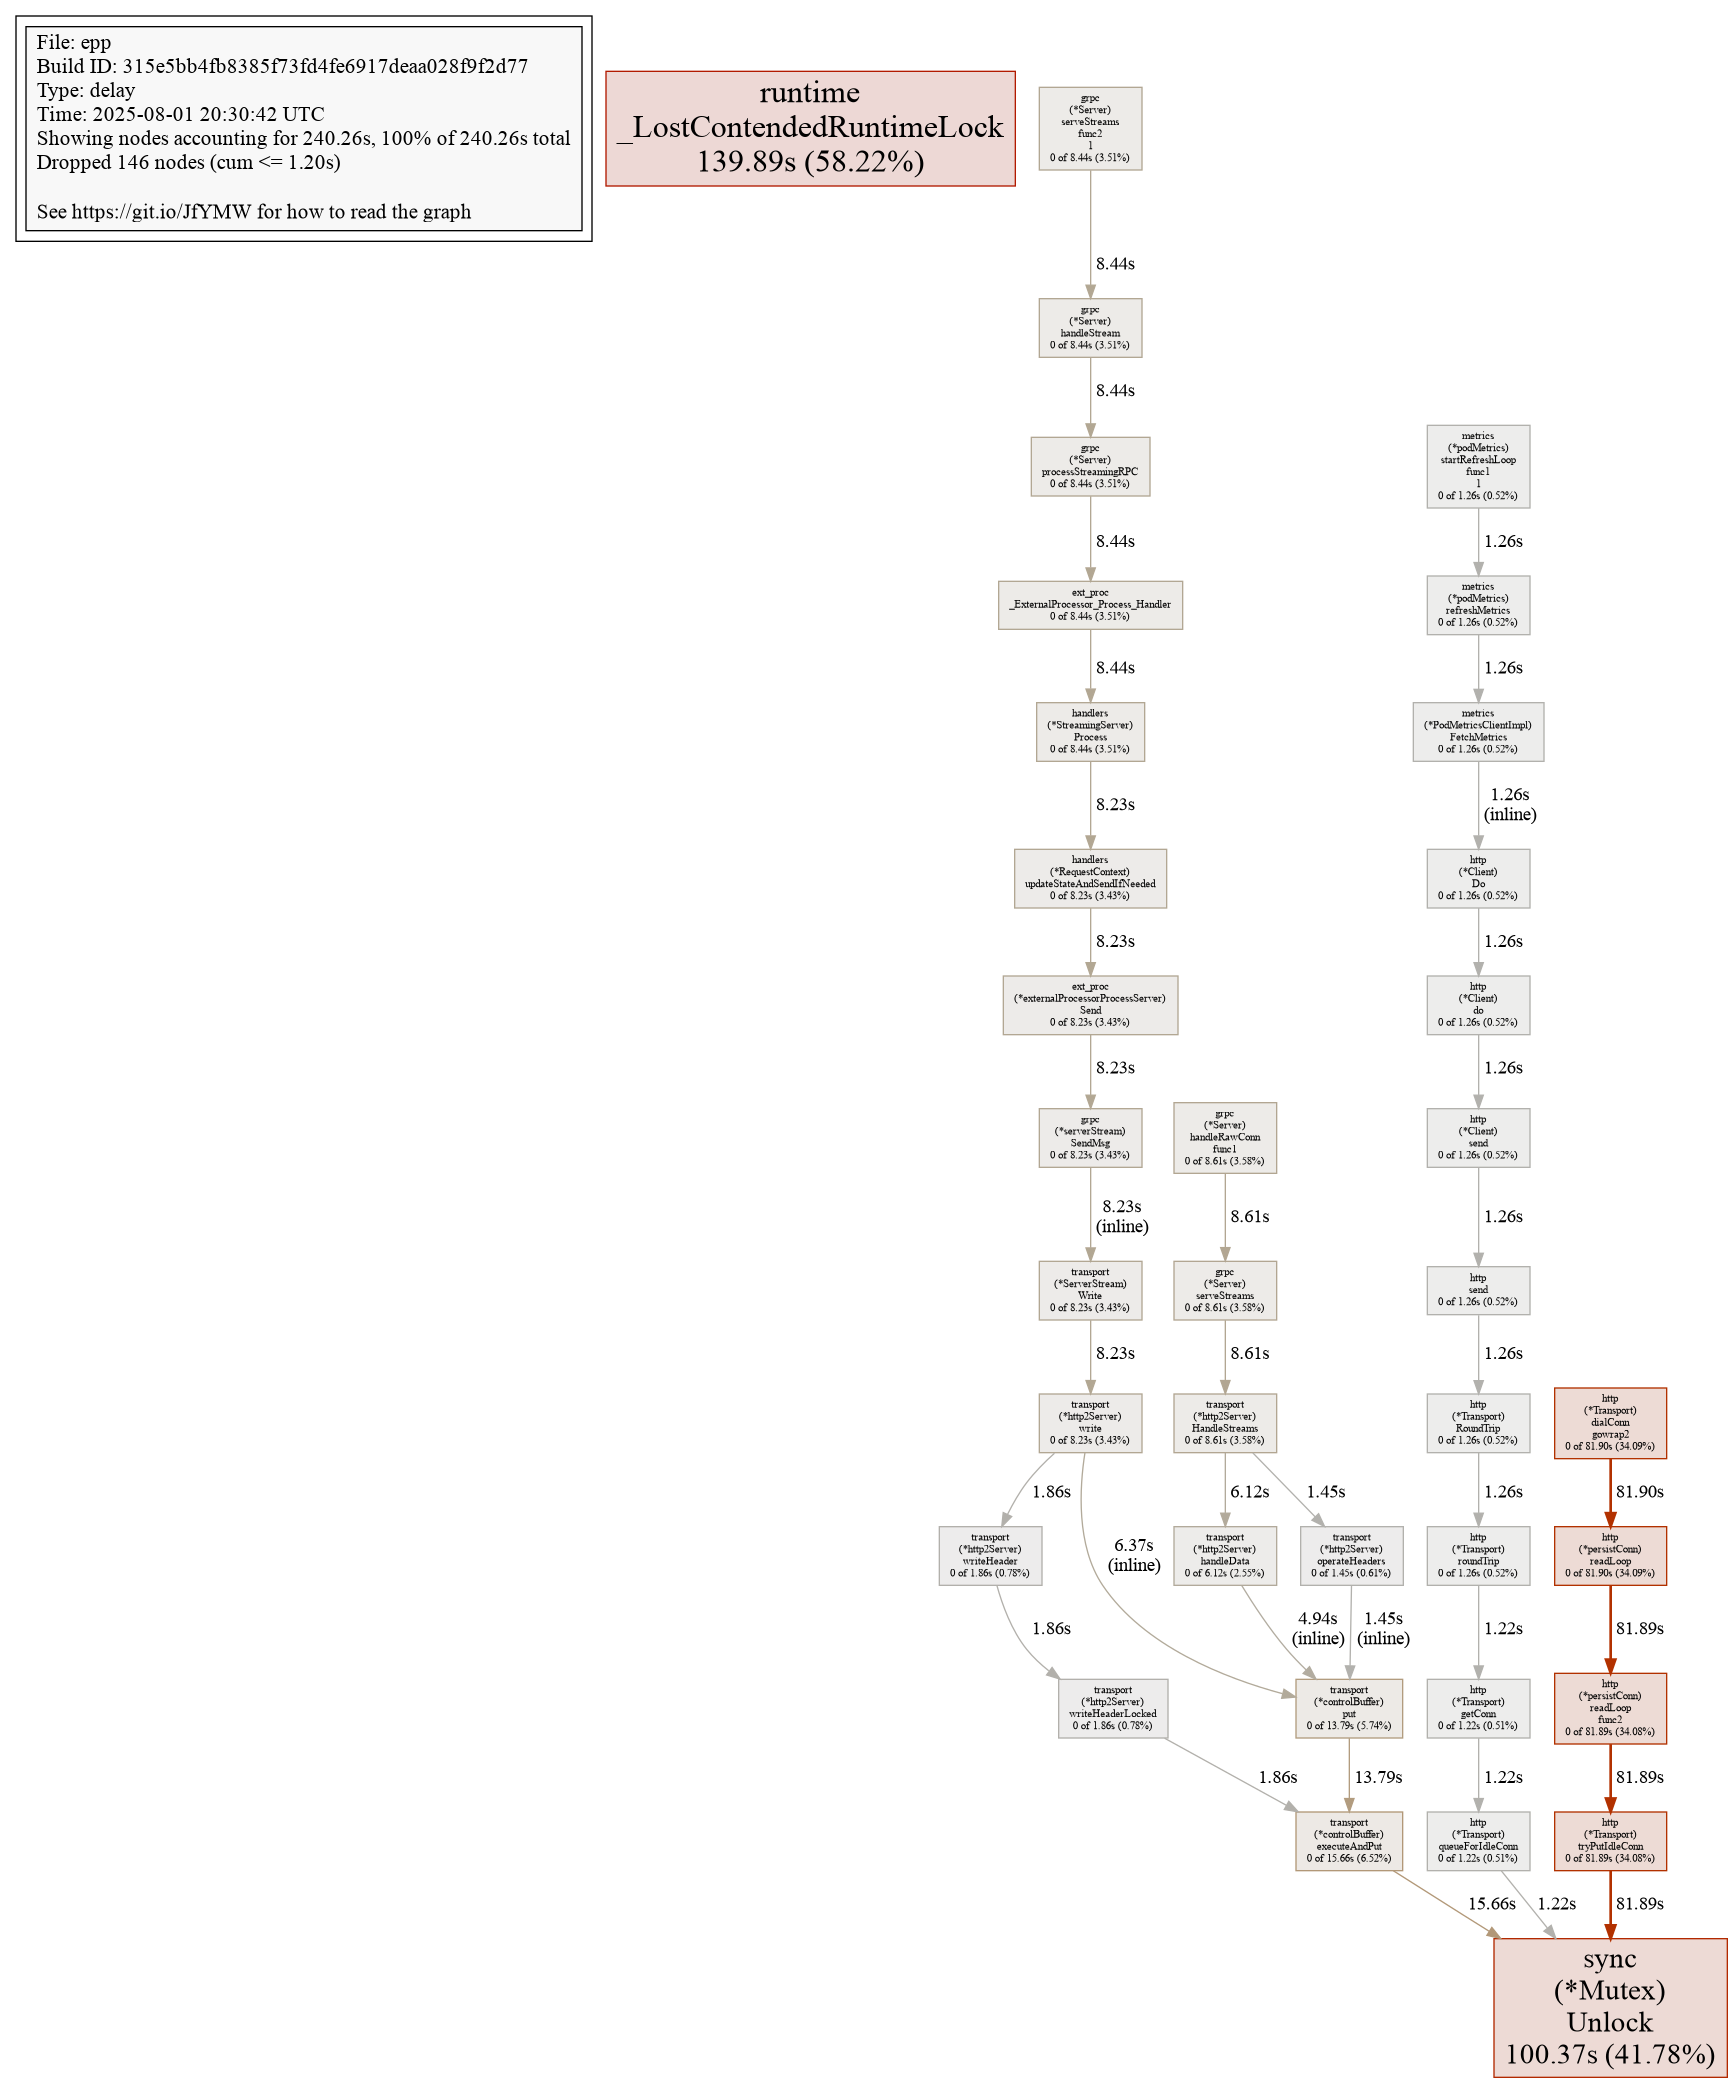 File: epp
Build ID: 315e5bb4fb8385f73fd4fe6917deaa028f9f2d77
Type: delay
Time: 2025-08-01 20:30:42 UTC
Showing nodes accounting for 240.26s, 100% of 240.26s total
Dropped 146 nodes (cum <= 1.20s)
See https://git.io/JfYMW for how to read the graph
runtime
_LostContendedRuntimeLock
139.89s (58.22%)
grpc
(*Server)
serveStreams
func2
1
0 of 8.44s (3.51%)
8.44s
grpc
(*Server)
handleStream
0 of 8.44s (3.51%)
8.44s
grpc
(*Server)
processStreamingRPC
0 of 8.44s (3.51%)
8.44s
ext_proc
_ExternalProcessor_Process_Handler
0 of 8.44s (3.51%)
8.44s
handlers
(*StreamingServer)
Process
0 of 8.44s (3.51%)
8.23s
handlers
(*RequestContext)
updateStateAndSendIfNeeded
0 of 8.23s (3.43%)
8.23s
ext_proc
(*externalProcessorProcessServer)
Send
0 of 8.23s (3.43%)
8.23s
grpc
(*serverStream)
SendMsg
0 of 8.23s (3.43%)
8.23s
(inline)
transport
(*ServerStream)
Write
0 of 8.23s (3.43%)
8.23s
transport
(*http2Server)
write
0 of 8.23s (3.43%)
1.86s
6.37s
(inline)
transport
(*http2Server)
writeHeader
0 of 1.86s (0.78%)
1.86s
transport
(*http2Server)
writeHeaderLocked
0 of 1.86s (0.78%)
1.86s
grpc
(*Server)
handleRawConn
func1
0 of 8.61s (3.58%)
8.61s
grpc
(*Server)
serveStreams
0 of 8.61s (3.58%)
8.61s
transport
(*http2Server)
HandleStreams
0 of 8.61s (3.58%)
6.12s
1.45s
transport
(*http2Server)
handleData
0 of 6.12s (2.55%)
4.94s
(inline)
transport
(*http2Server)
operateHeaders
0 of 1.45s (0.61%)
1.45s
(inline)
transport
(*controlBuffer)
put
0 of 13.79s (5.74%)
13.79s
transport
(*controlBuffer)
executeAndPut
0 of 15.66s (6.52%)
15.66s
metrics
(*podMetrics)
startRefreshLoop
func1
1
0 of 1.26s (0.52%)
1.26s
metrics
(*podMetrics)
refreshMetrics
0 of 1.26s (0.52%)
1.26s
metrics
(*PodMetricsClientImpl)
FetchMetrics
0 of 1.26s (0.52%)
1.26s
(inline)
http
(*Client)
Do
0 of 1.26s (0.52%)
1.26s
http
(*Client)
do
0 of 1.26s (0.52%)
1.26s
http
(*Client)
send
0 of 1.26s (0.52%)
1.26s
http
send
0 of 1.26s (0.52%)
1.26s
http
(*Transport)
RoundTrip
0 of 1.26s (0.52%)
1.26s
http
(*Transport)
roundTrip
0 of 1.26s (0.52%)
1.22s
http
(*Transport)
getConn
0 of 1.22s (0.51%)
1.22s
http
(*Transport)
queueForIdleConn
0 of 1.22s (0.51%)
1.22s
http
(*Transport)
dialConn
gowrap2
0 of 81.90s (34.09%)
81.90s
http
(*persistConn)
readLoop
0 of 81.90s (34.09%)
81.89s
http
(*persistConn)
readLoop
func2
0 of 81.89s (34.08%)
81.89s
http
(*Transport)
tryPutIdleConn
0 of 81.89s (34.08%)
81.89s
sync
(*Mutex)
Unlock
100.37s (41.78%)